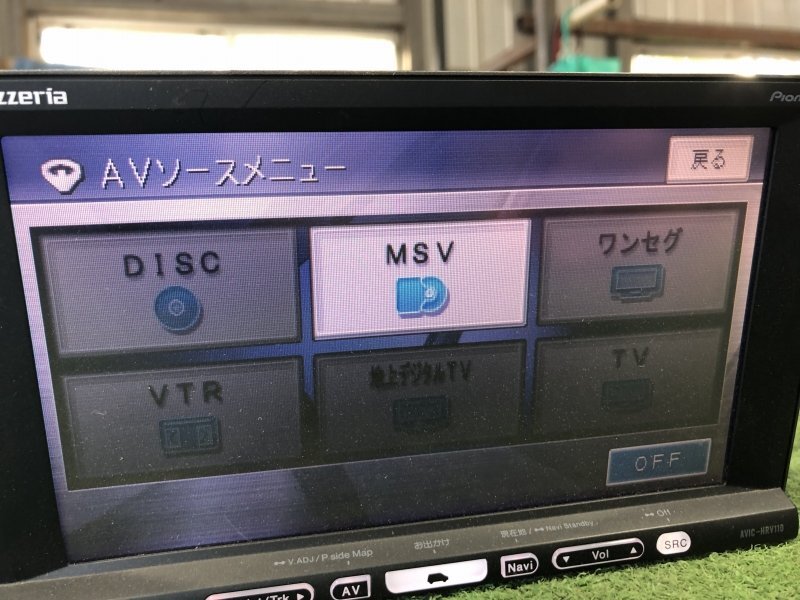 zzeria
Pion
AVソースメニュー
戻る
DISC
MSV
ワンセグ
VTR
地上デジタルTV
TV
OFF
V.ADJ/P side Map
お出かけ
現在地/ Navi Standby
Off
AVIC-HRV110
/Trk
AV
Navi
Vol
SRC